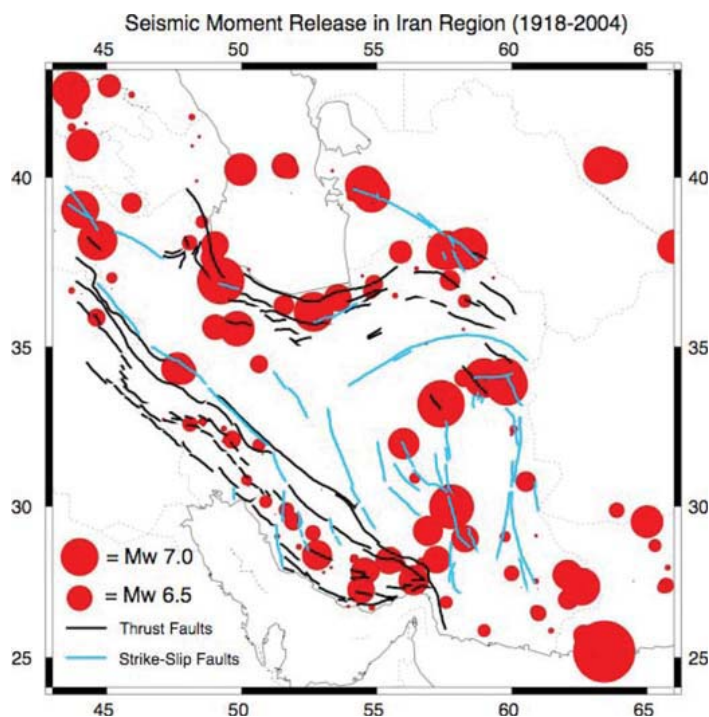 Seismic Moment Release in Iran Region (1918-2004)
45 50 55 60 65
40
35
30
25
= Mw 7.0
= Mw 6.5
Thrust Faults
Strike-Slip Faults
40
35
30
25
45 50 55 60 65